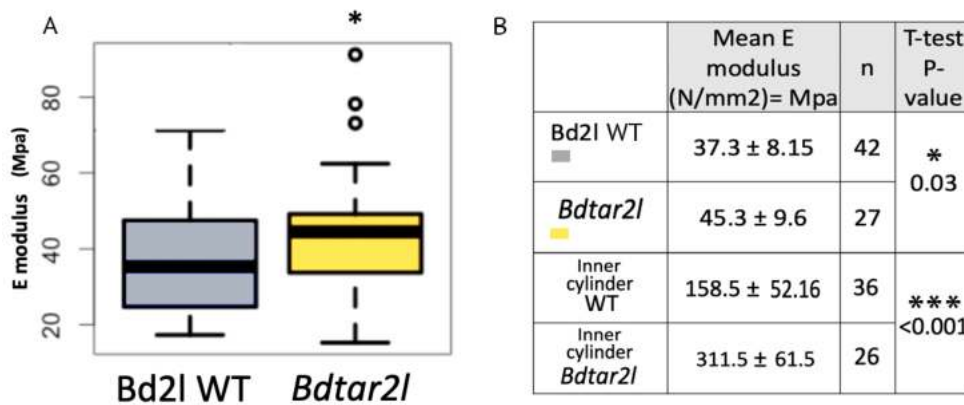 A
*
E modulus (Mpa)
80
60
40
20
Bd2l WT
Bdtar2l
B
Mean E
modulus
(N/mm2)= Mpa
n
T-test
P-
value
Bd2l WT
37.3 ± 8.15
42
*
0.03
Bdtar2l
45.3 ± 9.6
27
Inner
cylinder
WT
158.5 ± 52.16
36
***
<0.001
Inner
cylinder
Bdtar2l
311.5 ± 61.5
26